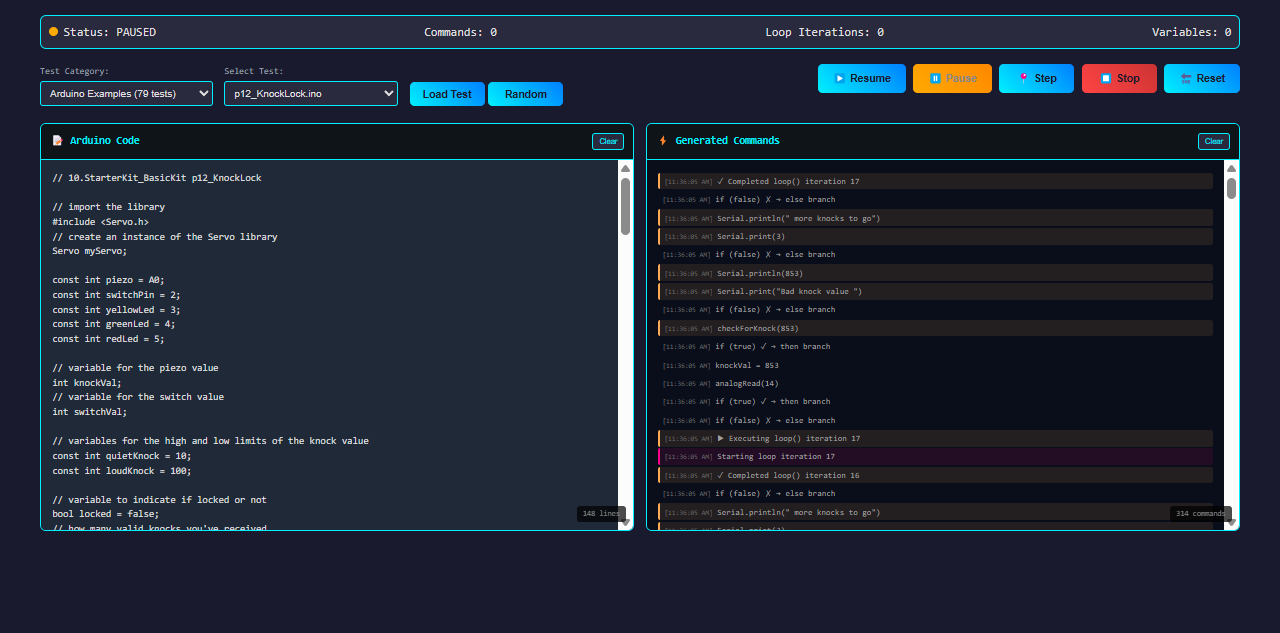 Status: PAUSED
Commands: 0
Loop Iterations: 0
Variables: 0
Test Category:
Select Test:
Arduino Examples (79 tests)
p12_KnockLock.ino
Load Test
Random
Resume
Pause
Step
Stop
Reset
Arduino Code
Clear
// 10.StarterKit_BasicKit p12_KnockLock
// import the library
#include <Servo.h>
// create an instance of the Servo library
Servo myServo;
const int piezo = A0;
const int switchPin = 2;
const int yellowLed = 3;
const int greenLed = 4;
const int redLed = 5;
// variable for the piezo value
int knockVal;
// variable for the switch value
int switchVal;
// variables for the high and low limits of the knock value
const int quietKnock = 10;
const int loudKnock = 100;
// variable to indicate if locked or not
bool locked = false;
// how many valid knocks you've received
148 lines
Generated Commands
Clear
[11:36:05 AM] ✓ Completed loop() iteration 17
[11:36:05 AM] if (false) ✗ → else branch
[11:36:05 AM] Serial.println(" more knocks to go")
[11:36:05 AM] Serial.print(3)
[11:36:05 AM] if (false) ✗ → else branch
[11:36:05 AM] Serial.println(853)
[11:36:05 AM] Serial.print("Bad knock value ")
[11:36:05 AM] if (false) ✗ → else branch
[11:36:05 AM] checkForKnock(853)
[11:36:05 AM] if (true) ✓ → then branch
[11:36:05 AM] knockVal = 853
[11:36:05 AM] analogRead(14)
[11:36:05 AM] if (true) ✓ → then branch
[11:36:05 AM] if (false) ✗ → else branch
[11:36:05 AM] ▶ Executing loop() iteration 17
[11:36:05 AM] Starting loop iteration 17
[11:36:05 AM] ✓ Completed loop() iteration 16
[11:36:05 AM] if (false) ✗ → else branch
[11:36:05 AM] Serial.println(" more knocks to go")
[11:36:05 AM] Serial.print(3)
314 commands